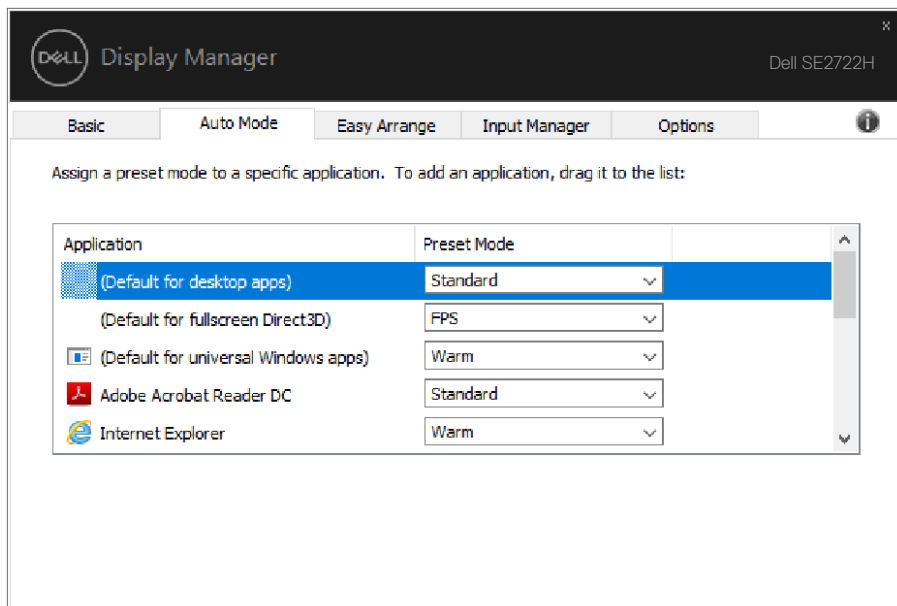 DELL Display Manager
x
Dell SE2722H
Basic Auto Mode Easy Arrange Input Manager Options
Assign a preset mode to a specific application. To add an application, drag it to the list:
Application Preset Mode
(Default for desktop apps) Standard
(Default for fullscreen Direct3D) FPS
(Default for universal Windows apps) Warm
Adobe Acrobat Reader DC Standard
Internet Explorer Warm